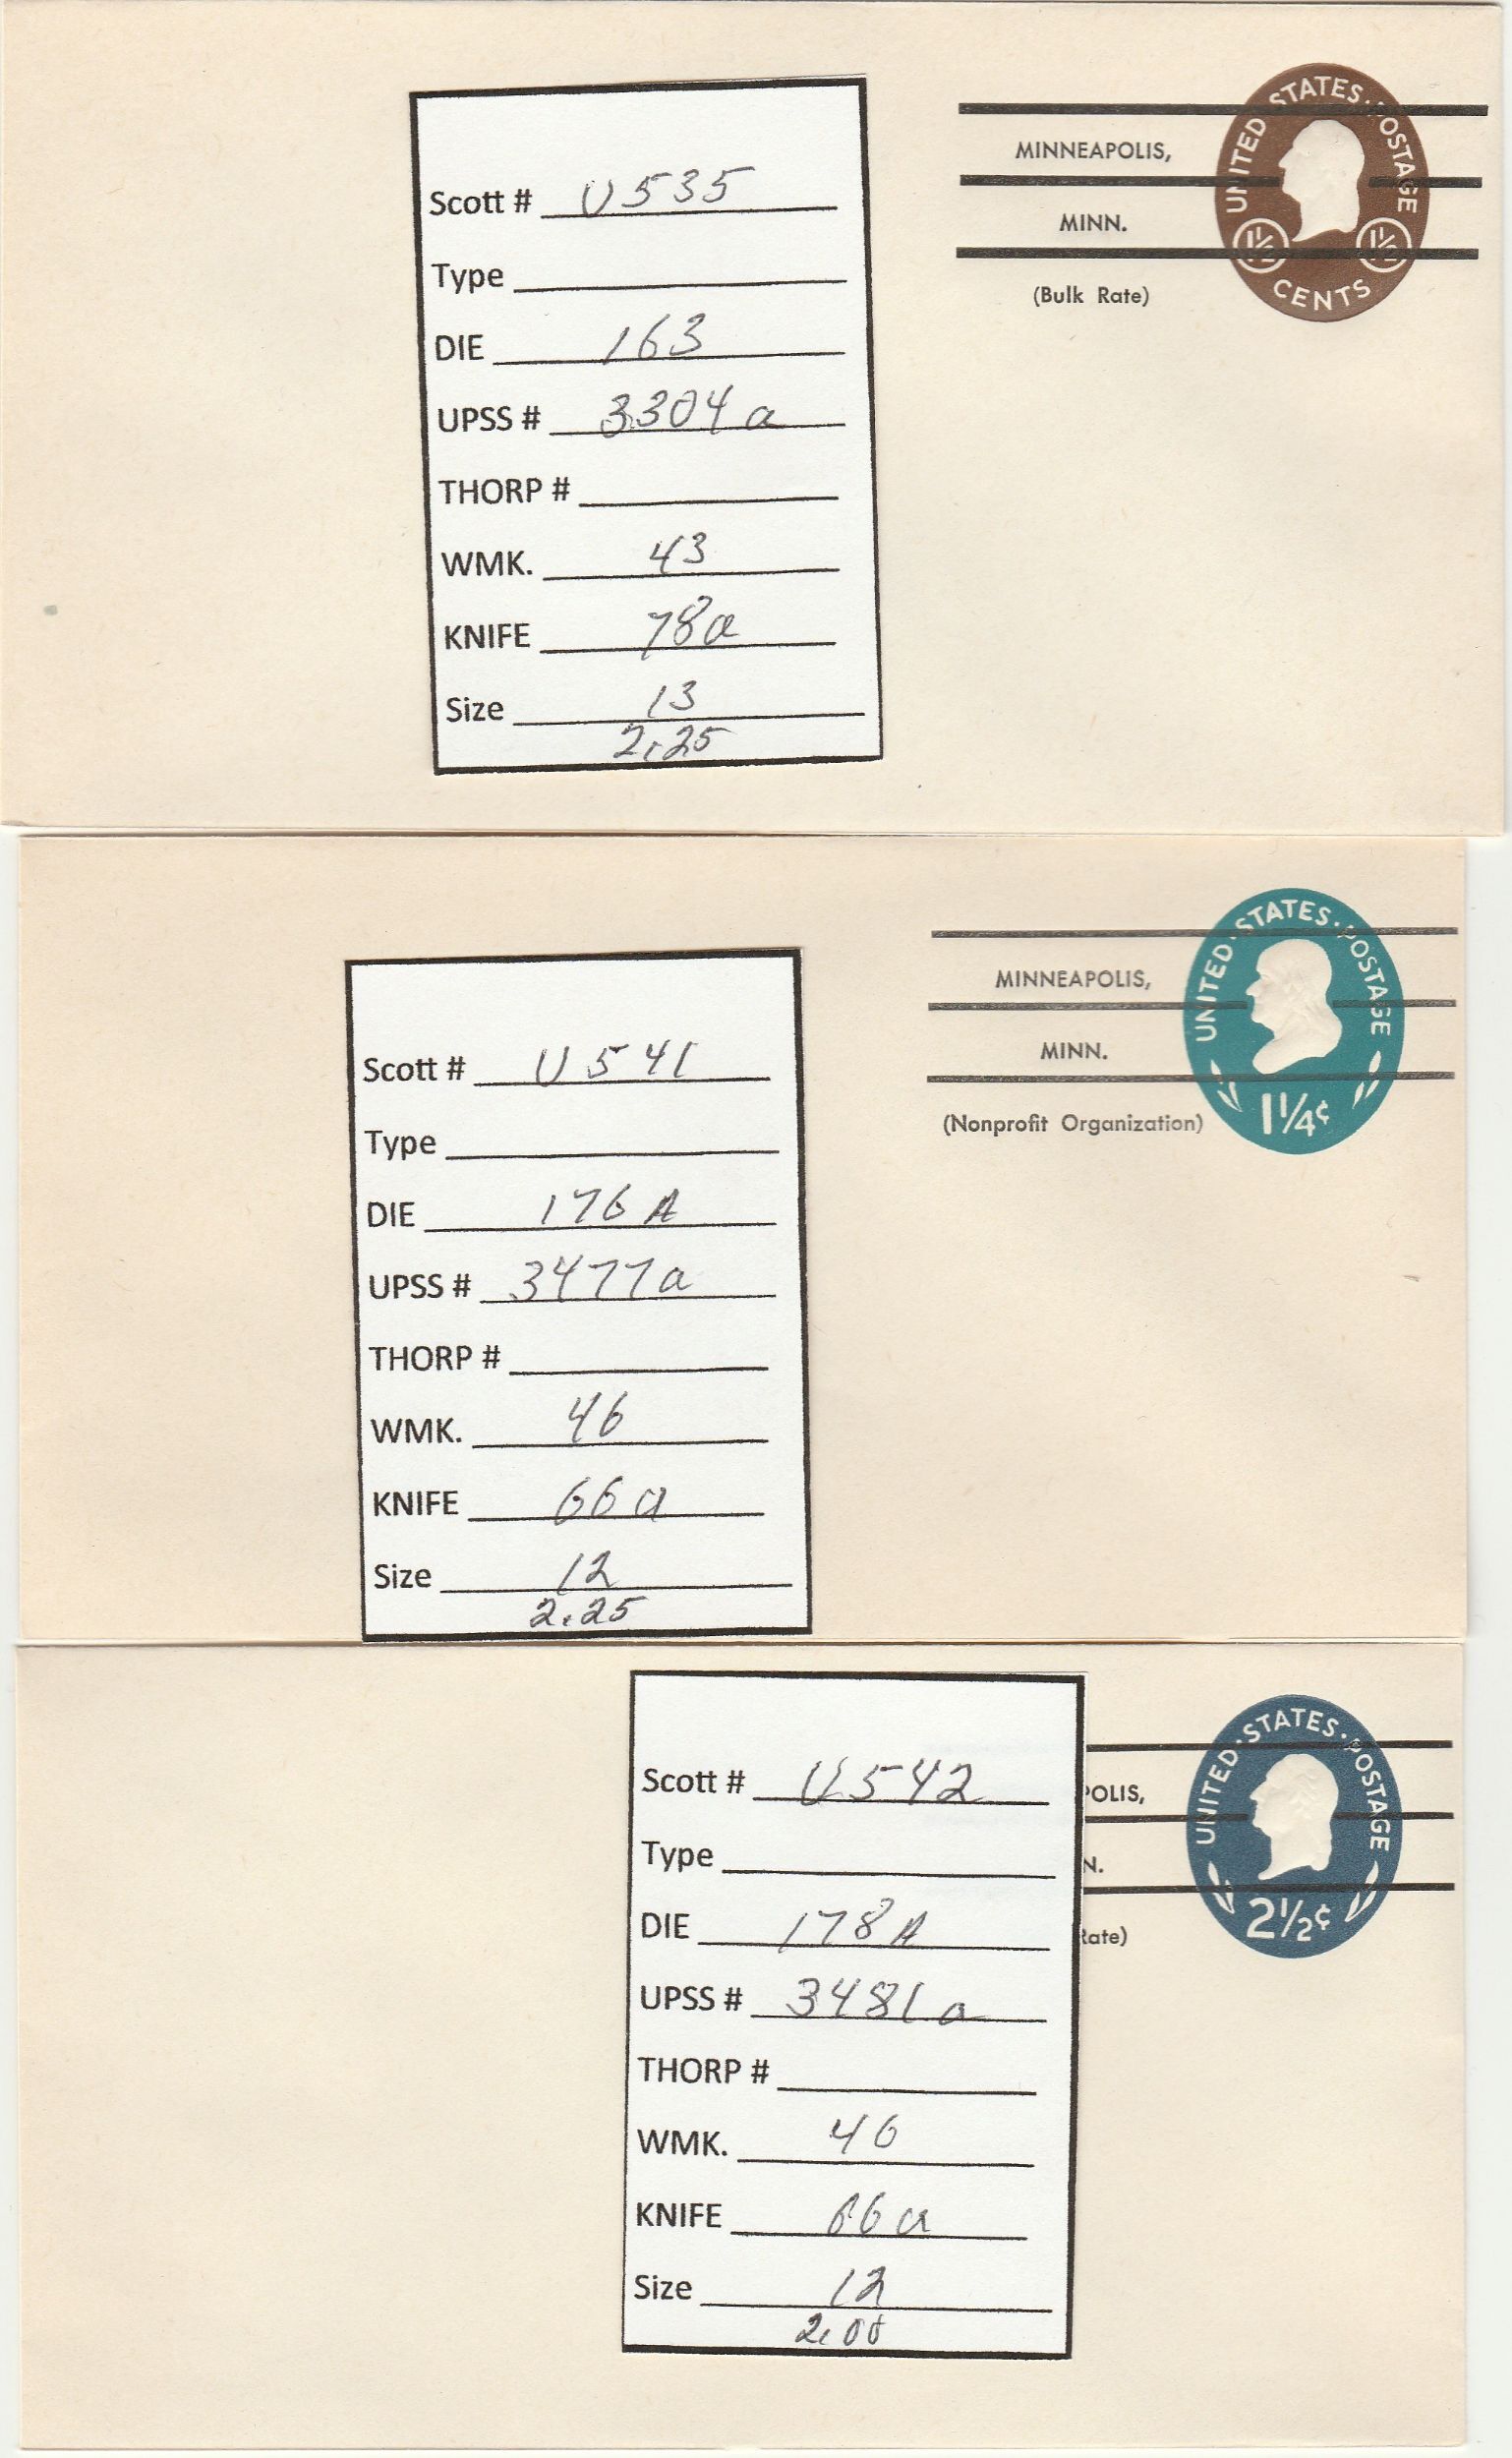 Scott # U535
Type
DIE 163
UPSS # 3304a
THORP #
WMK. 43
KNIFE 78a
Size 13
2.25
MINNEAPOLIS,
MINN.
(Bulk Rate)
UNITED STATES · POSTAGE
1½ 1½
CENTS
Scott # U541
Type
DIE 176A
UPSS # 3477a
THORP #
WMK. 46
KNIFE 66a
Size 12
2.25
MINNEAPOLIS,
MINN.
(Nonprofit Organization)
UNITED · STATES · POSTAGE
1¼¢
Scott # U542
Type
DIE 178A
UPSS # 3481a
THORP #
WMK. 46
KNIFE 66a
Size 12
2.00
POLIS,
N.
Rate)
UNITED · STATES · POSTAGE
2½¢